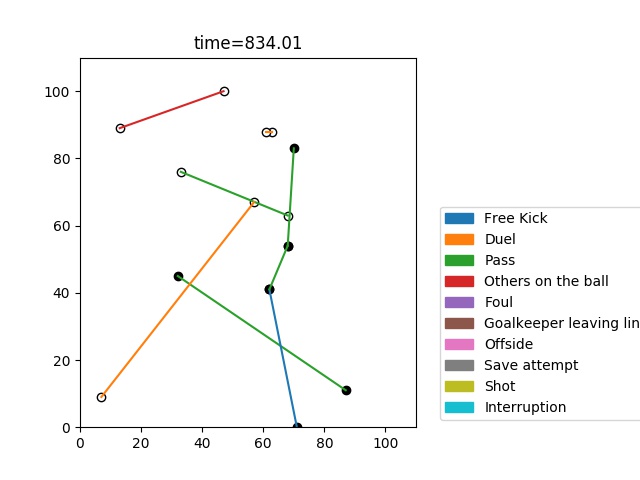 time=834.01
100
80
60
40
20
0
0 20 40 60 80 100
Free Kick
Duel
Pass
Others on the ball
Foul
Goalkeeper leaving lin
Offside
Save attempt
Shot
Interruption